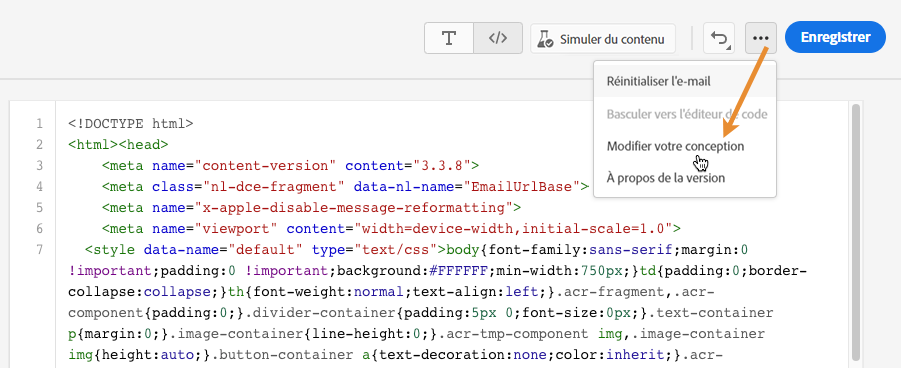 T </> Simuler du contenu ... Enregistrer
Réinitialiser l'e-mail
Basculer vers l'éditeur de code
Modifier votre conception
À propos de la version
1 <!DOCTYPE html>
2 <html><head>
3 <meta name="content-version" content="3.3.8">
4 <meta class="nl-dce-fragment" data-nl-name="EmailUrlBase">
5 <meta name="x-apple-disable-message-reformatting">
6 <meta name="viewport" content="width=device-width,initial-scale=1.0">
7 <style data-name="default" type="text/css">body{font-family:sans-serif;margin:0
!important;padding:0 !important;background:#FFFFFF;min-width:750px;}td{padding:0;border-
collapse:collapse;}th{font-weight:normal;text-align:left;}.acr-fragment,.acr-
component{padding:0;}.divider-container{padding:5px 0;font-size:0px;}.text-container
p{margin:0;}.image-container{line-height:0;}.acr-tmp-component img,.image-container
img{height:auto;}.button-container a{text-decoration:none;color:inherit;}.acr-